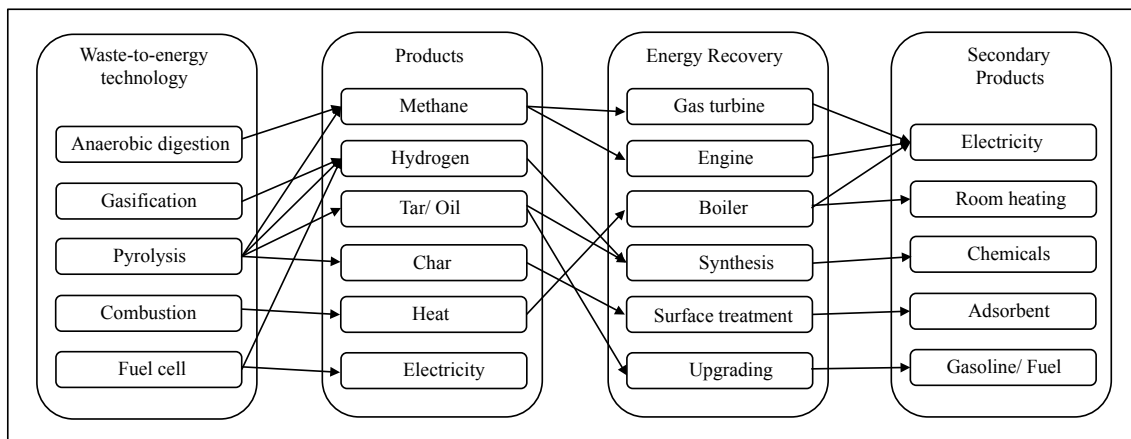 Waste-to-energy
technology
Anaerobic digestion
Gasification
Pyrolysis
Combustion
Fuel cell
Products
Methane
Hydrogen
Tar/ Oil
Char
Heat
Electricity
Energy Recovery
Gas turbine
Engine
Boiler
Synthesis
Surface treatment
Upgrading
Secondary
Products
Electricity
Room heating
Chemicals
Adsorbent
Gasoline/ Fuel